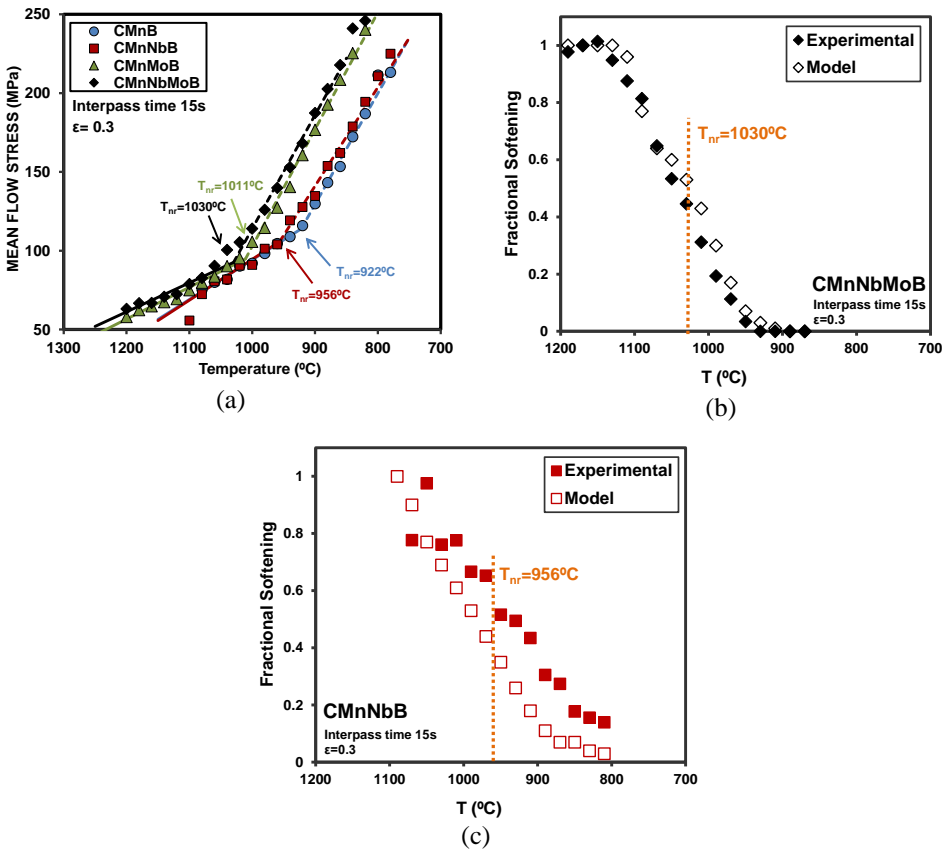 CMnB
CMnNbB
CMnMoB
CMnNbMoB
Interpass time 15s
ε= 0.3
Tnr=1011ºC
Tnr=1030ºC
Tnr=922ºC
Tnr=956ºC
MEAN FLOW STRESS (MPa)
250
200
150
100
50
1300 1200 1100 1000 900 800 700
Temperature (ºC)
(a)
Experimental
Model
Tnr=1030ºC
Fractional Softening
1
0.8
0.6
0.4
0.2
0
CMnNbMoB
Interpass time 15s
ε=0.3
1200 1100 1000 900 800 700
T (ºC)
(b)
Experimental
Model
Tnr=956ºC
Fractional Softening
1
0.8
0.6
0.4
0.2
0
CMnNbB
Interpass time 15s
ε=0.3
1200 1100 1000 900 800 700
T (ºC)
(c)